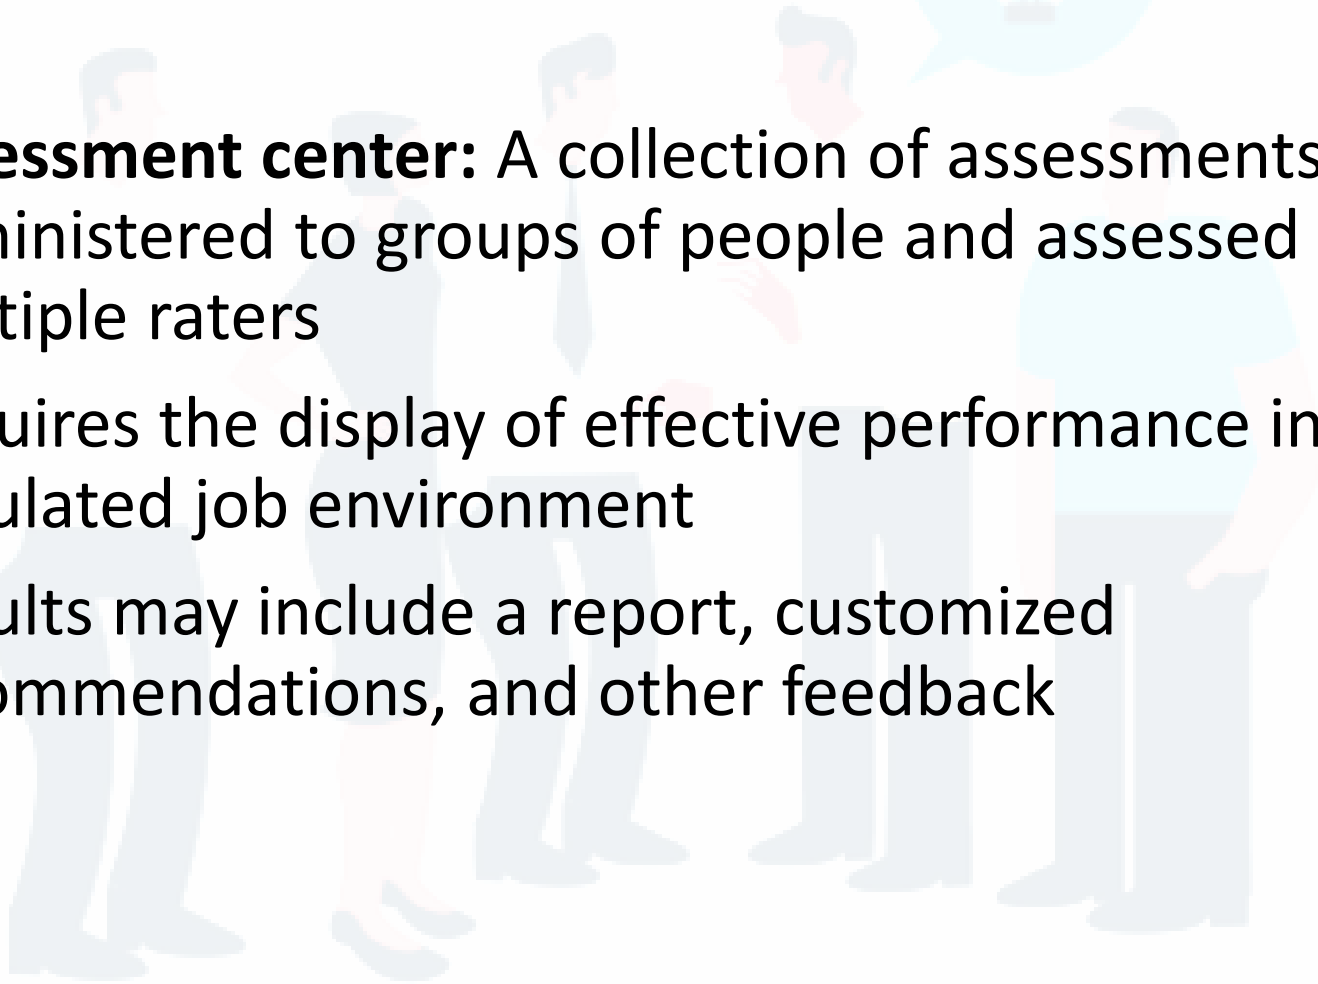 essment center: A collection of assessments
inistered to groups of people and assessed
tiple raters
uires the display of effective performance in
ulated job environment
ults may include a report, customized
ommendations, and other feedback